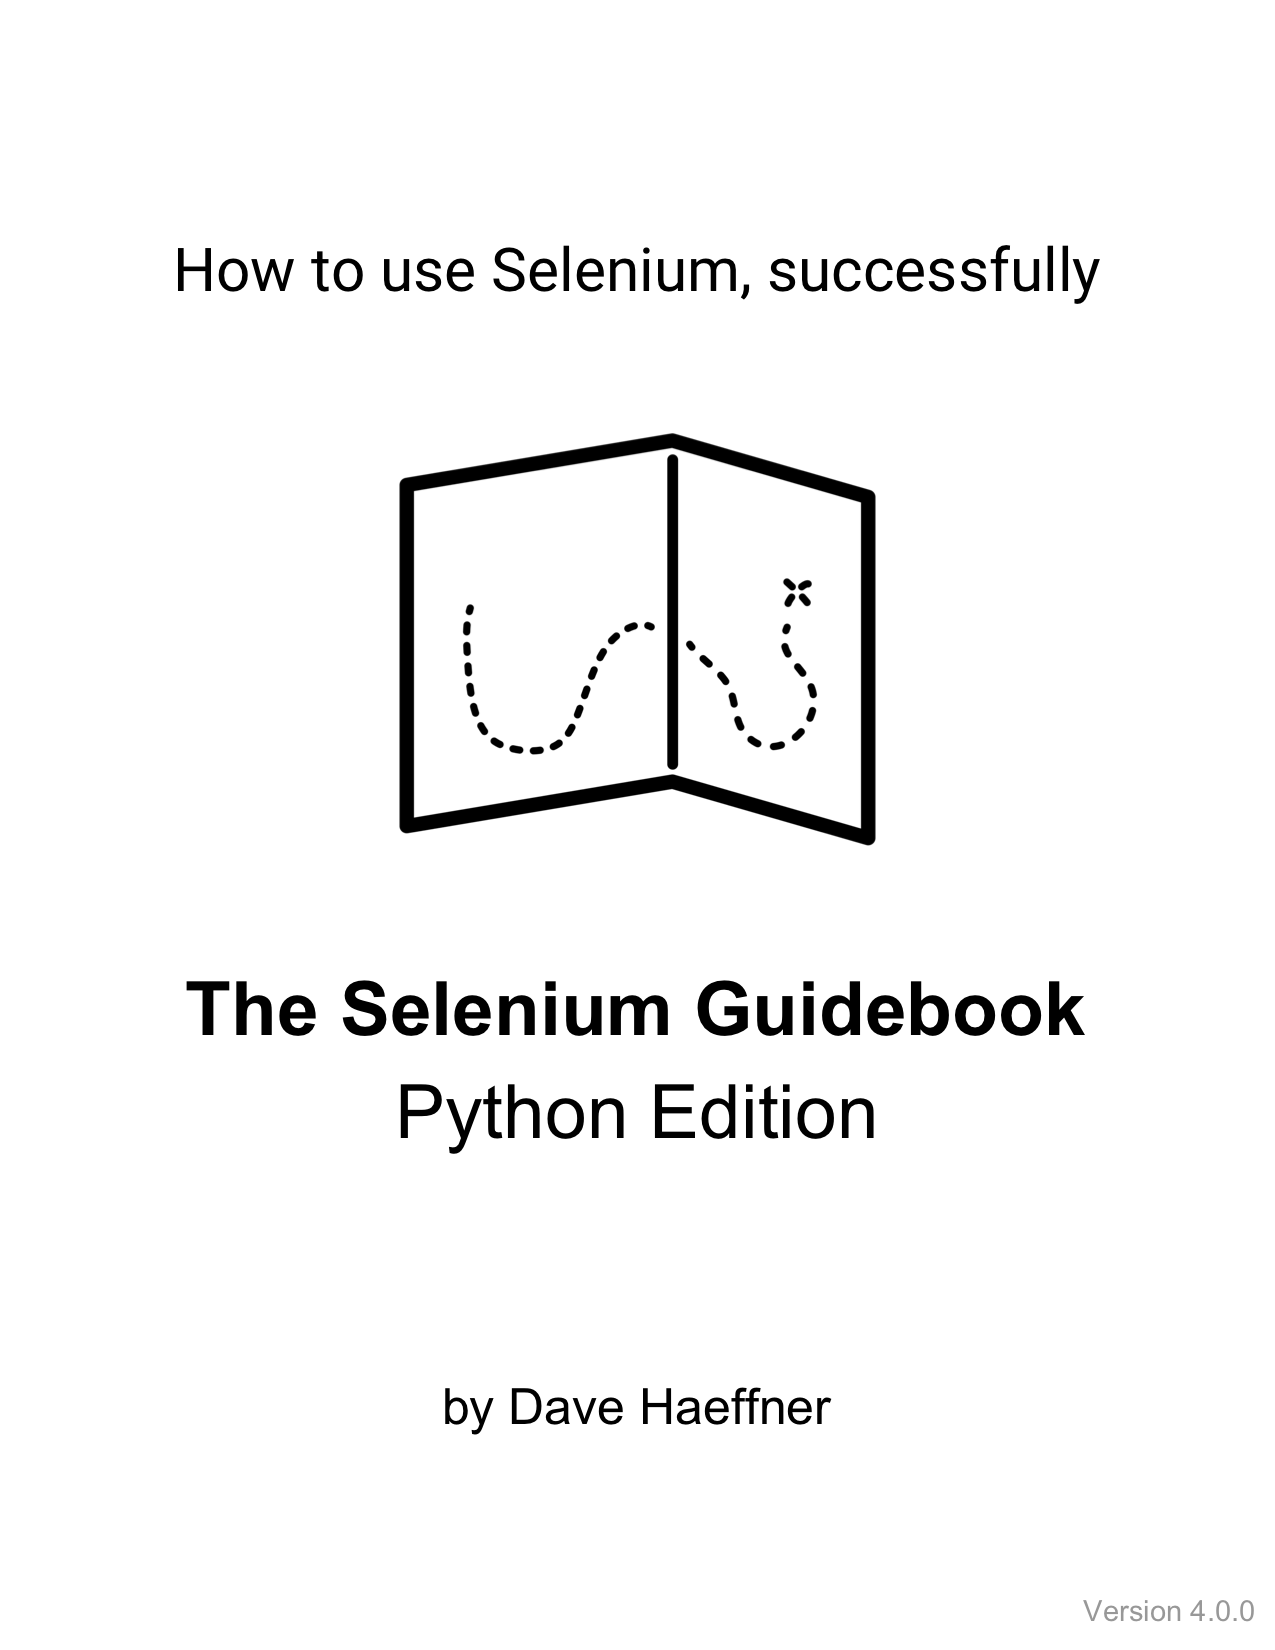 How to use Selenium, successfully
The Selenium Guidebook
Python Edition
by Dave Haeffner
Version 4.0.0